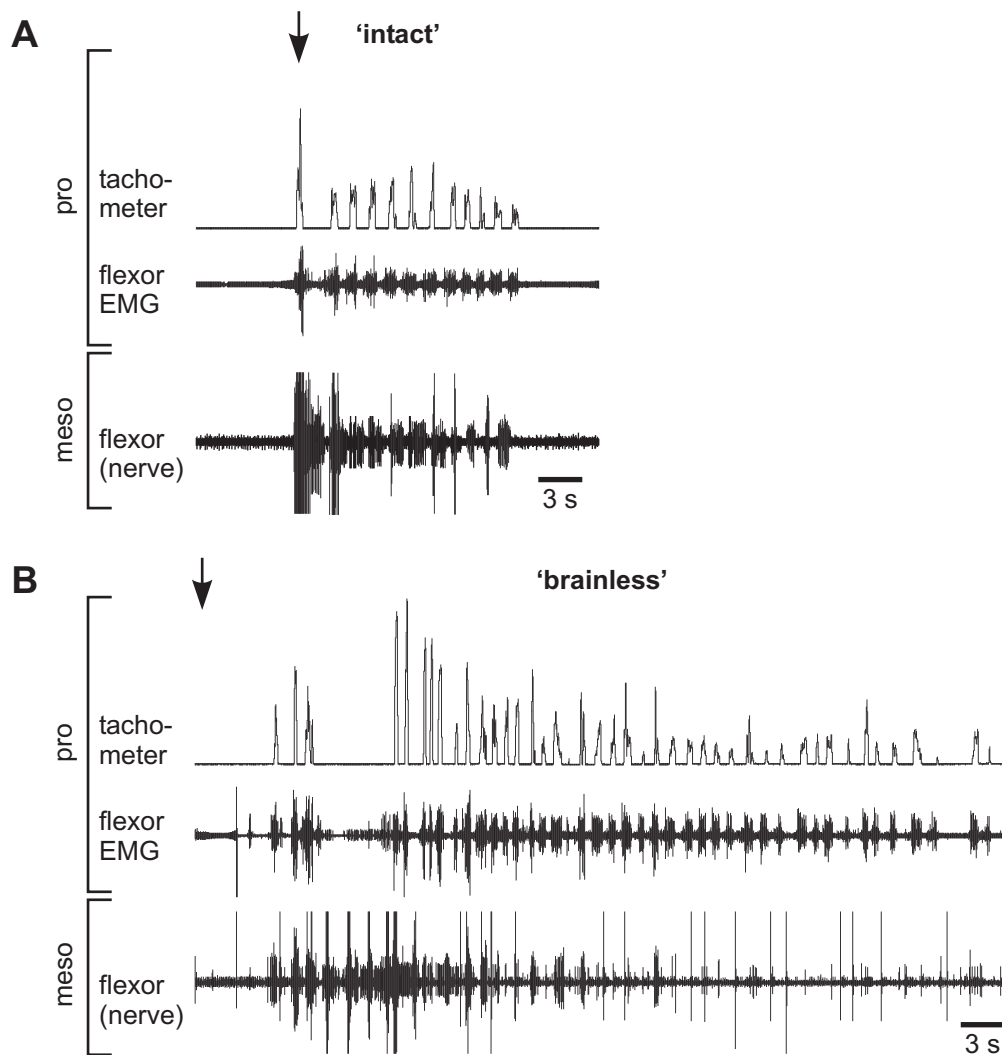 A
‘intact’
pro
tacho-
meter
flexor
EMG
meso
flexor
(nerve)
3 s
B
‘brainless’
pro
tacho-
meter
flexor
EMG
meso
flexor
(nerve)
3 s